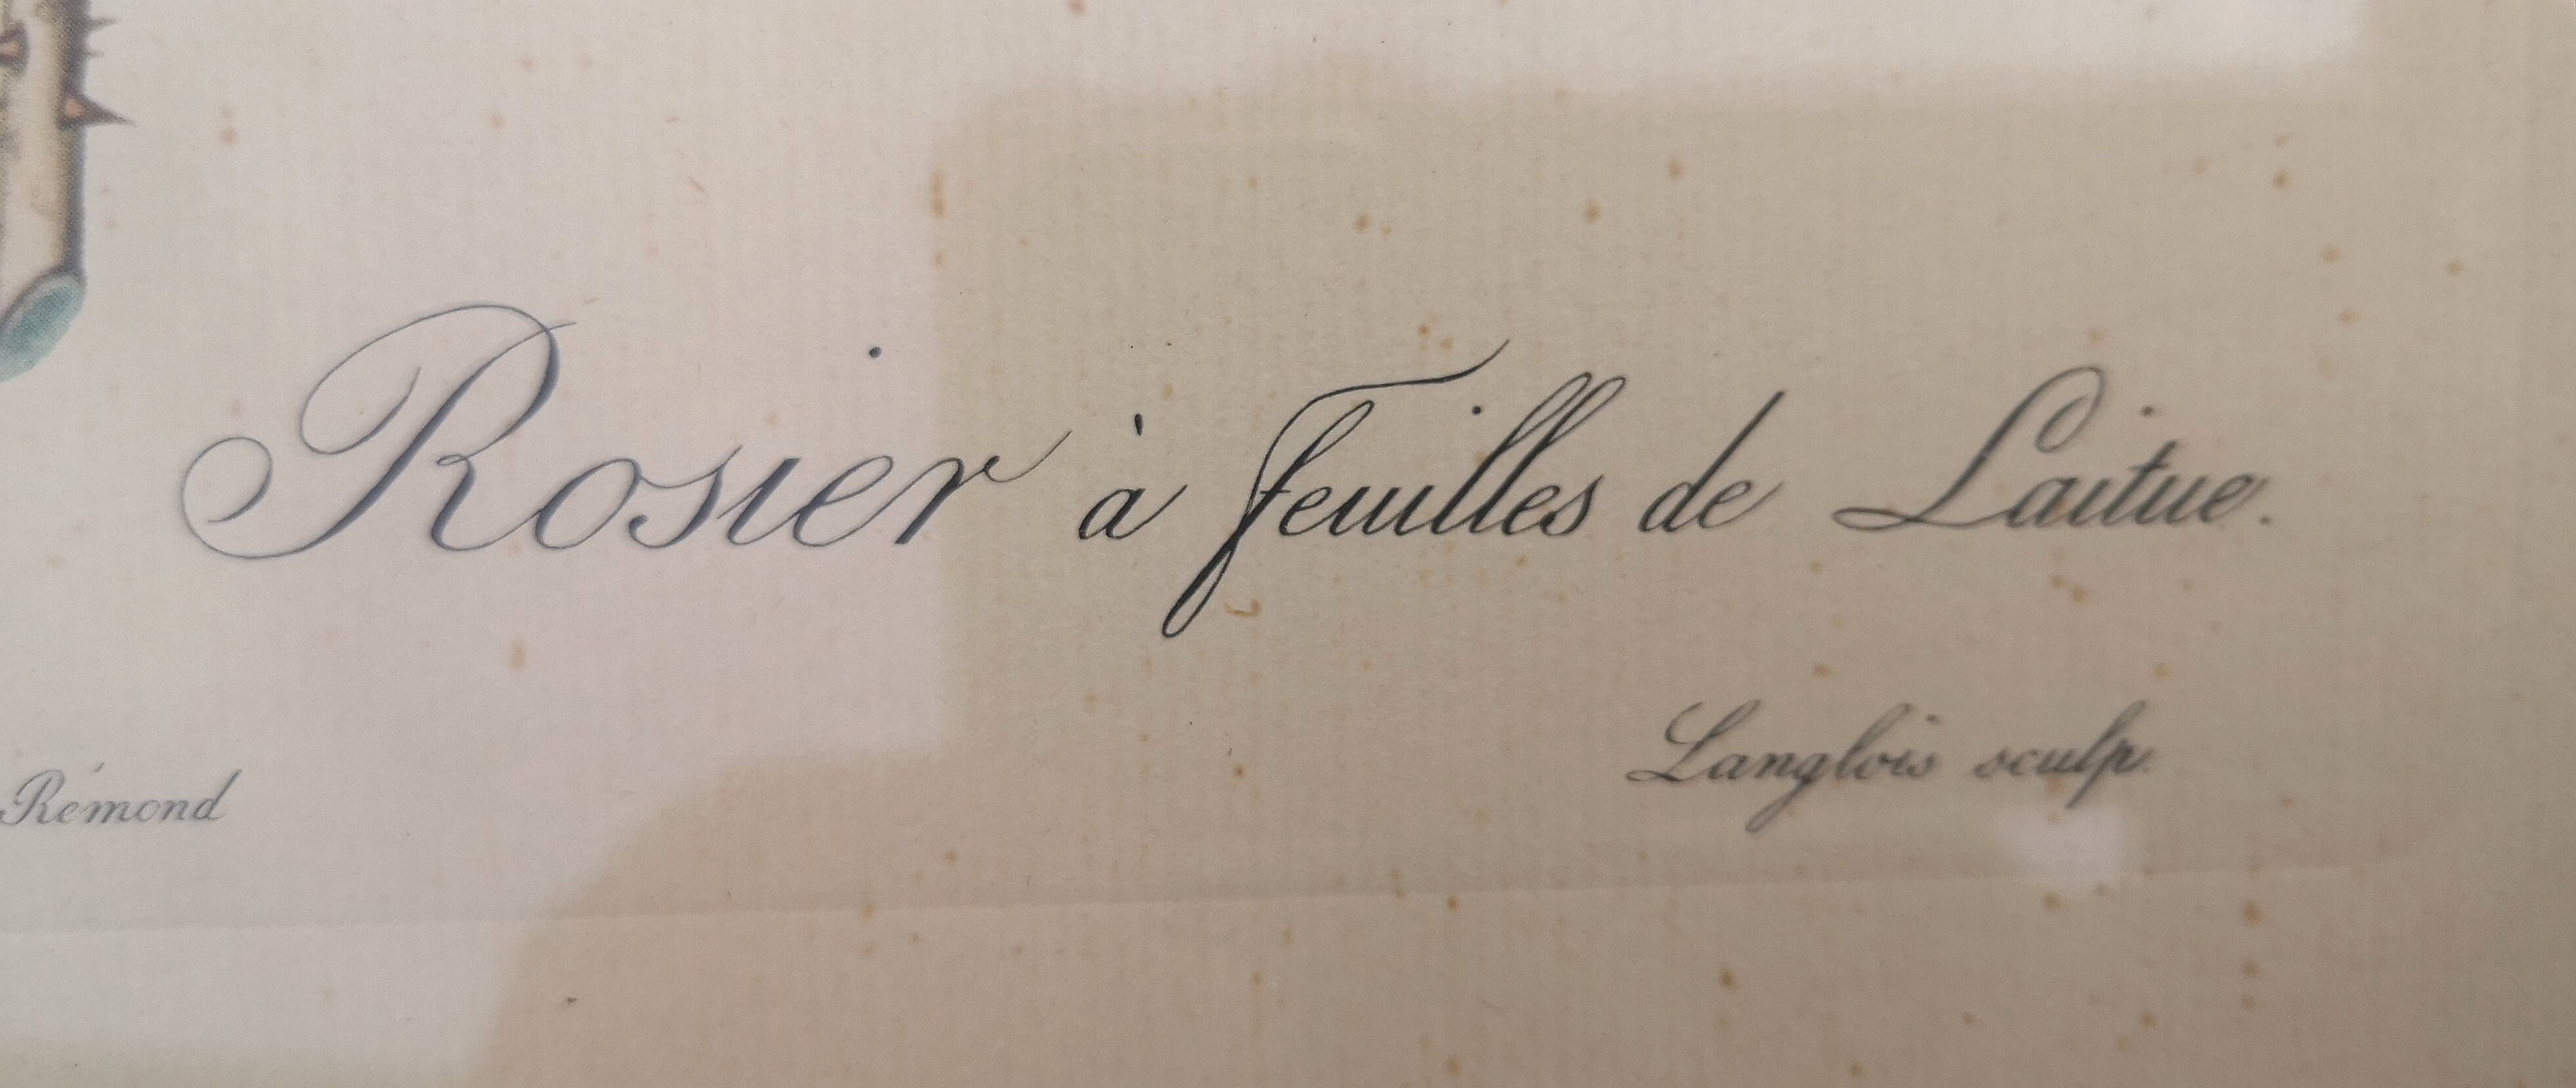 Rosier à feuilles de Laitue.
Rémond
Langlois sculp.